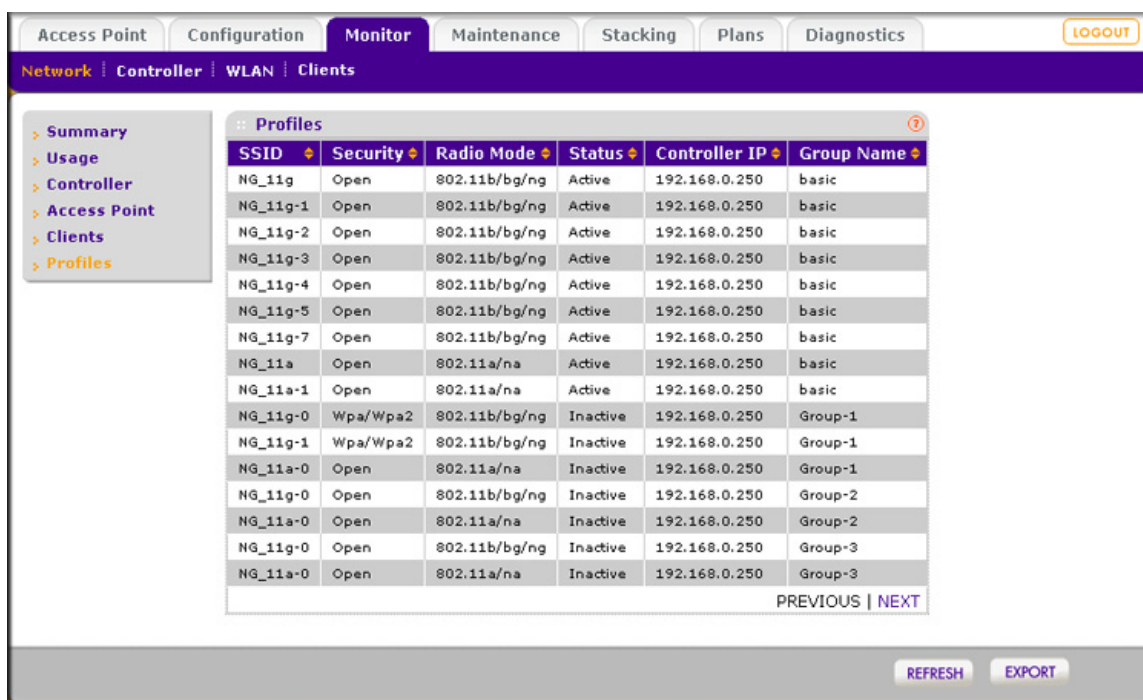 Access Point Configuration Monitor Maintenance Stacking Plans Diagnostics LOGOUT
Network Controller WLAN Clients
Summary
Usage
Controller
Access Point
Clients
Profiles
Profiles ?
SSID Security Radio Mode Status Controller IP Group Name
NG_11g Open 802.11b/bg/ng Active 192.168.0.250 basic
NG_11g-1 Open 802.11b/bg/ng Active 192.168.0.250 basic
NG_11g-2 Open 802.11b/bg/ng Active 192.168.0.250 basic
NG_11g-3 Open 802.11b/bg/ng Active 192.168.0.250 basic
NG_11g-4 Open 802.11b/bg/ng Active 192.168.0.250 basic
NG_11g-5 Open 802.11b/bg/ng Active 192.168.0.250 basic
NG_11g-7 Open 802.11b/bg/ng Active 192.168.0.250 basic
NG_11a Open 802.11a/na Active 192.168.0.250 basic
NG_11a-1 Open 802.11a/na Active 192.168.0.250 basic
NG_11g-0 Wpa/Wpa2 802.11b/bg/ng Inactive 192.168.0.250 Group-1
NG_11g-1 Wpa/Wpa2 802.11b/bg/ng Inactive 192.168.0.250 Group-1
NG_11a-0 Open 802.11a/na Inactive 192.168.0.250 Group-1
NG_11g-0 Open 802.11b/bg/ng Inactive 192.168.0.250 Group-2
NG_11a-0 Open 802.11a/na Inactive 192.168.0.250 Group-2
NG_11g-0 Open 802.11b/bg/ng Inactive 192.168.0.250 Group-3
NG_11a-0 Open 802.11a/na Inactive 192.168.0.250 Group-3
PREVIOUS | NEXT
REFRESH EXPORT